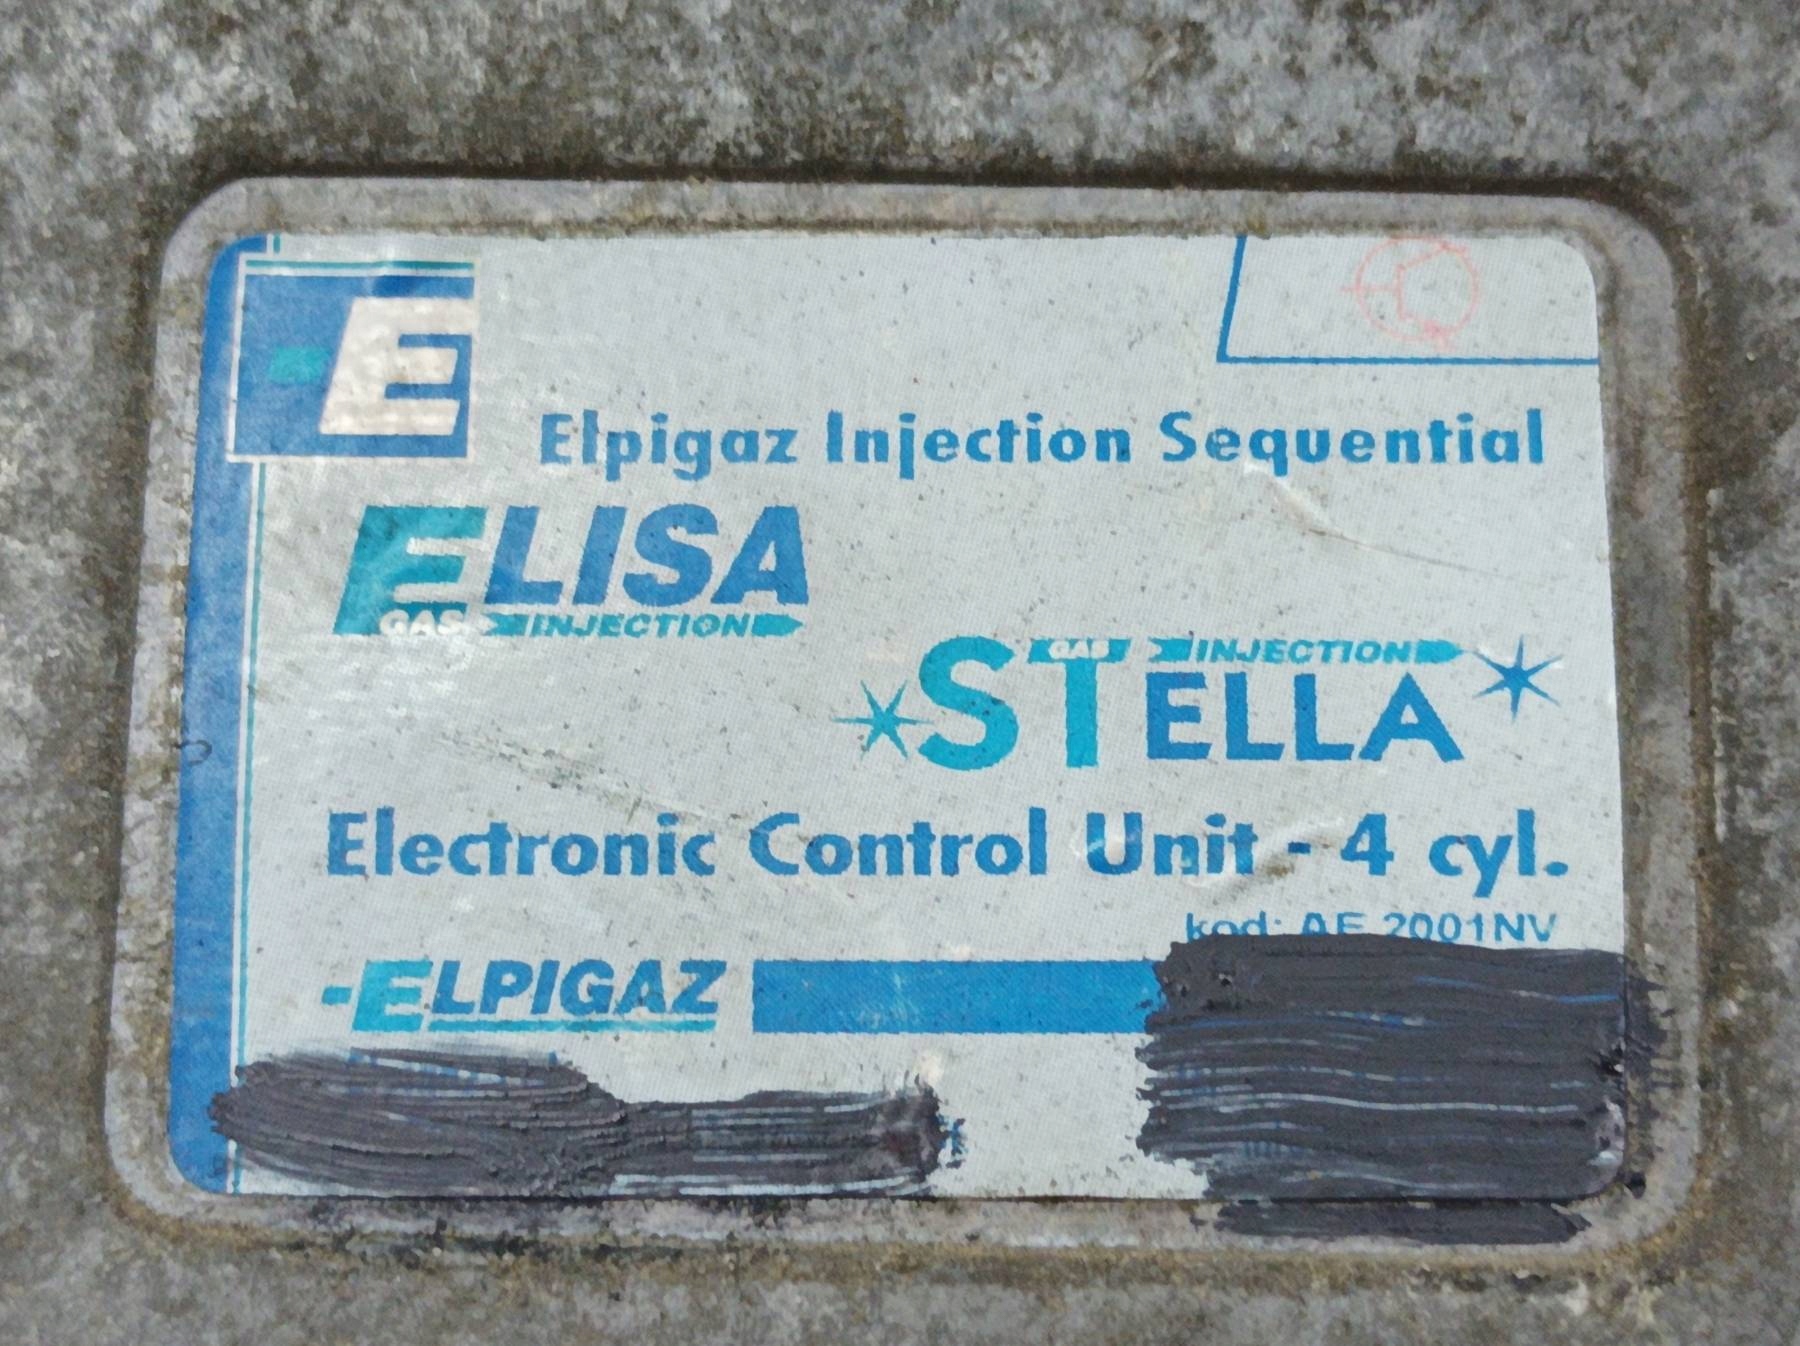 E
Elpigaz Injection Sequential
ELISA
GAS INJECTION
GAS INJECTION
STELLA
Electronic Control Unit - 4 cyl.
kod: AE 2001NV
ELPIGAZ